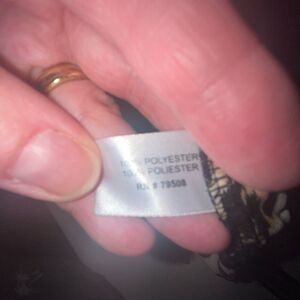 100% POLYESTER
100% POLIESTER
RN # 79508